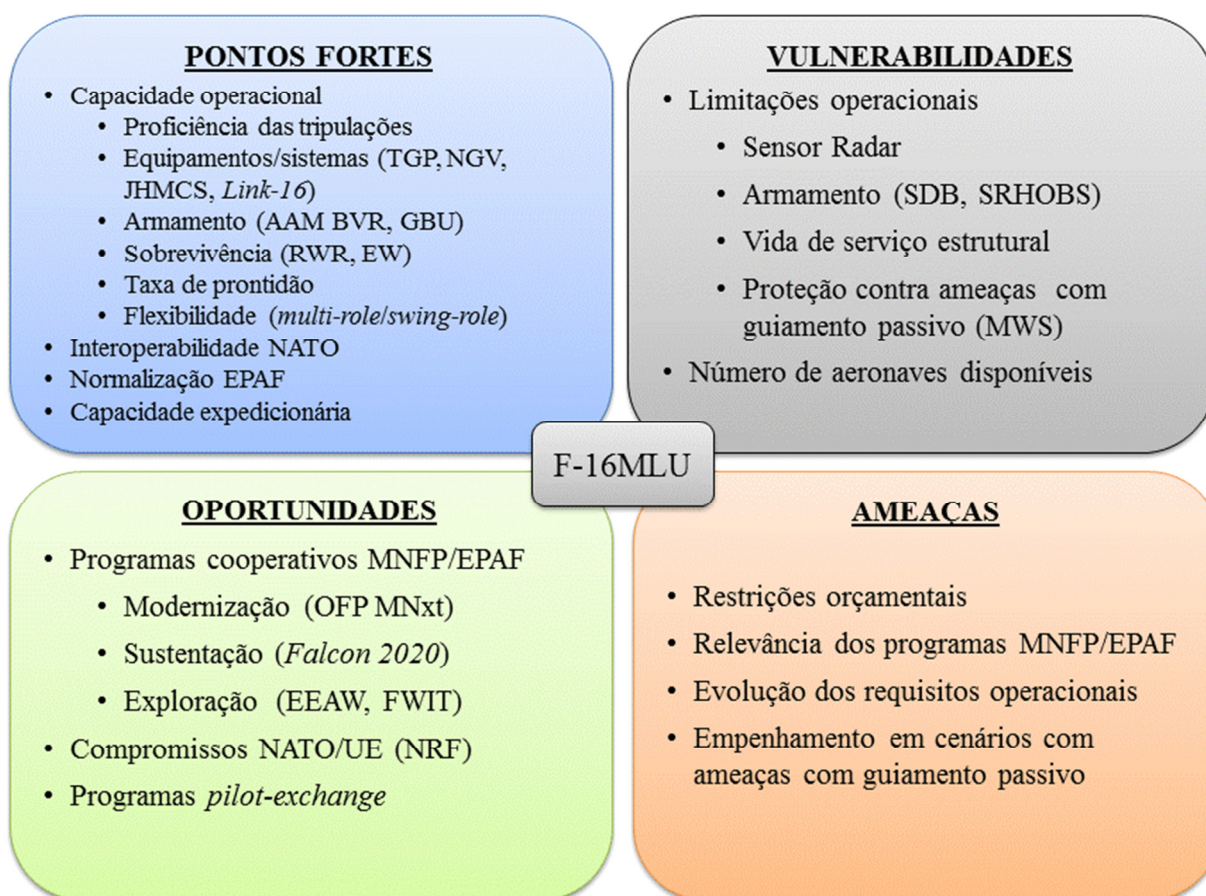 PONTOS FORTES
• Capacidade operacional
• Proficiência das tripulações
• Equipamentos/sistemas (TGP, NGV,
JHMCS, Link-16)
• Armamento (AAM BVR, GBU)
• Sobrevivência (RWR, EW)
• Taxa de prontidão
• Flexibilidade (multi-role/swing-role)
• Interoperabilidade NATO
• Normalização EPAF
• Capacidade expedicionária
VULNERABILIDADES
• Limitações operacionais
• Sensor Radar
• Armamento (SDB, SRHOBS)
• Vida de serviço estrutural
• Proteção contra ameaças com
guiamento passivo (MWS)
• Número de aeronaves disponíveis
F-16MLU
OPORTUNIDADES
• Programas cooperativos MNFP/EPAF
• Modernização (OFP MNxt)
• Sustentação (Falcon 2020)
• Exploração (EEAW, FWIT)
• Compromissos NATO/UE (NRF)
• Programas pilot-exchange
AMEAÇAS
• Restrições orçamentais
• Relevância dos programas MNFP/EPAF
• Evolução dos requisitos operacionais
• Empenhamento em cenários com
ameaças com guiamento passivo